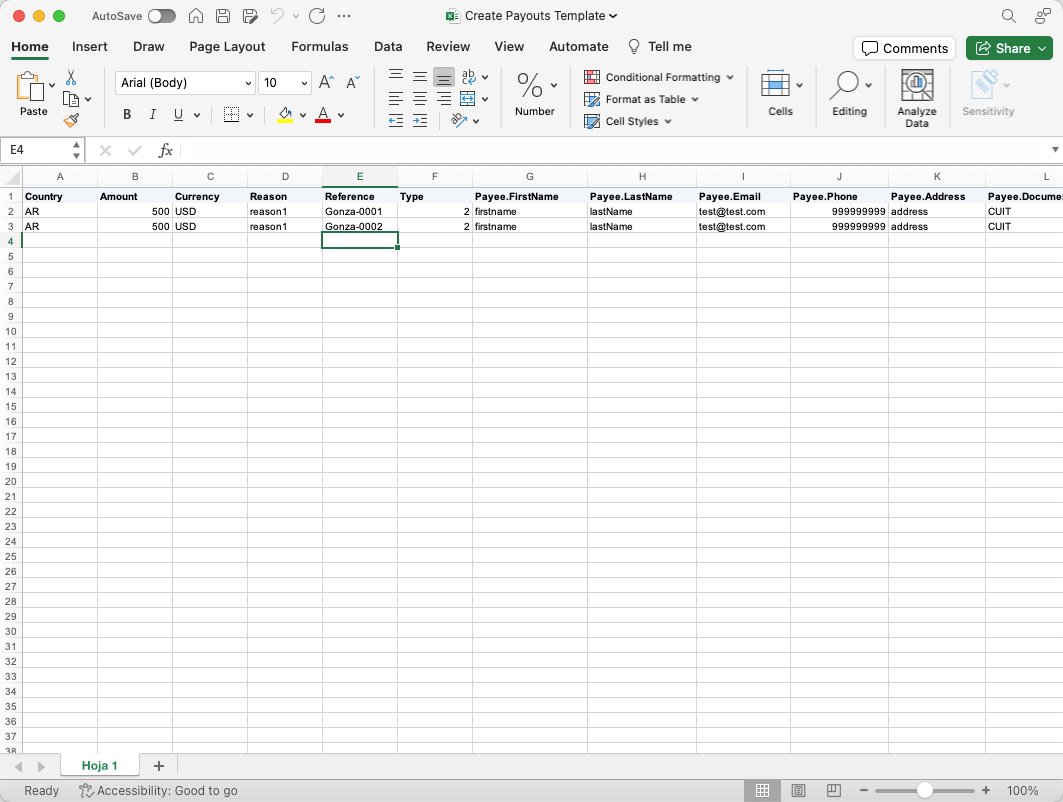 AutoSave Create Payouts Template
Home Insert Draw Page Layout Formulas Data Review View Automate Tell me Comments Share
Paste Arial (Body) 10 A A ab Number Conditional Formatting Cells Editing Analyze Data Sensitivity
B I U A Format as Table
Cell Styles
E4 fx
A B C D E F G H I J K L
1 Country Amount Currency Reason Reference Type Payee.FirstName Payee.LastName Payee.Email Payee.Phone Payee.Address Payee.Docume
2 AR 500 USD reason1 Gonza-0001 2 firstname lastName test@test.com 999999999 address CUIT
3 AR 500 USD reason1 Gonza-0002 2 firstname lastName test@test.com 999999999 address CUIT
4
5
6
7
8
9
10
11
12
13
14
15
16
17
18
19
20
21
22
23
24
25
26
27
28
29
30
31
32
33
34
35
36
37
38
Hoja 1
Ready Accessibility: Good to go 100%